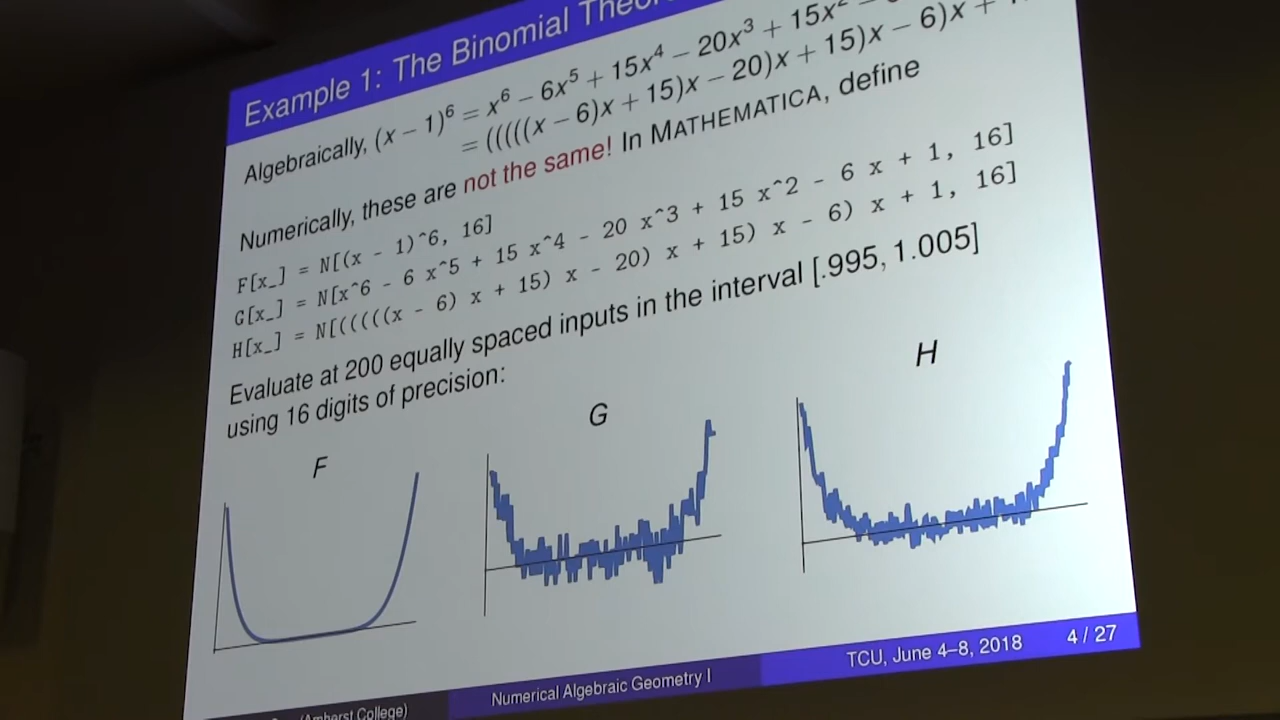 Example 1: The Binomial
Algebraically, (x − 1)⁶ = x⁶ − 6x⁵ + 15x⁴ − 20x³ + 15x² −
= (((((x − 6)x + 15)x − 20)x + 15)x − 6)x +
Numerically, these are not the same! In MATHEMATICA, define
F[x_] = N[(x - 1)^6, 16]
G[x_] = N[x^6 - 6 x^5 + 15 x^4 - 20 x^3 + 15 x^2 - 6 x + 1, 16]
H[x_] = N[(((((x - 6) x + 15) x - 20) x + 15) x - 6) x + 1, 16]
Evaluate at 200 equally spaced inputs in the interval [.995, 1.005]
using 16 digits of precision:
F
G
H
(Amherst College)
Numerical Algebraic Geometry I
TCU, June 4–8, 2018
4 / 27